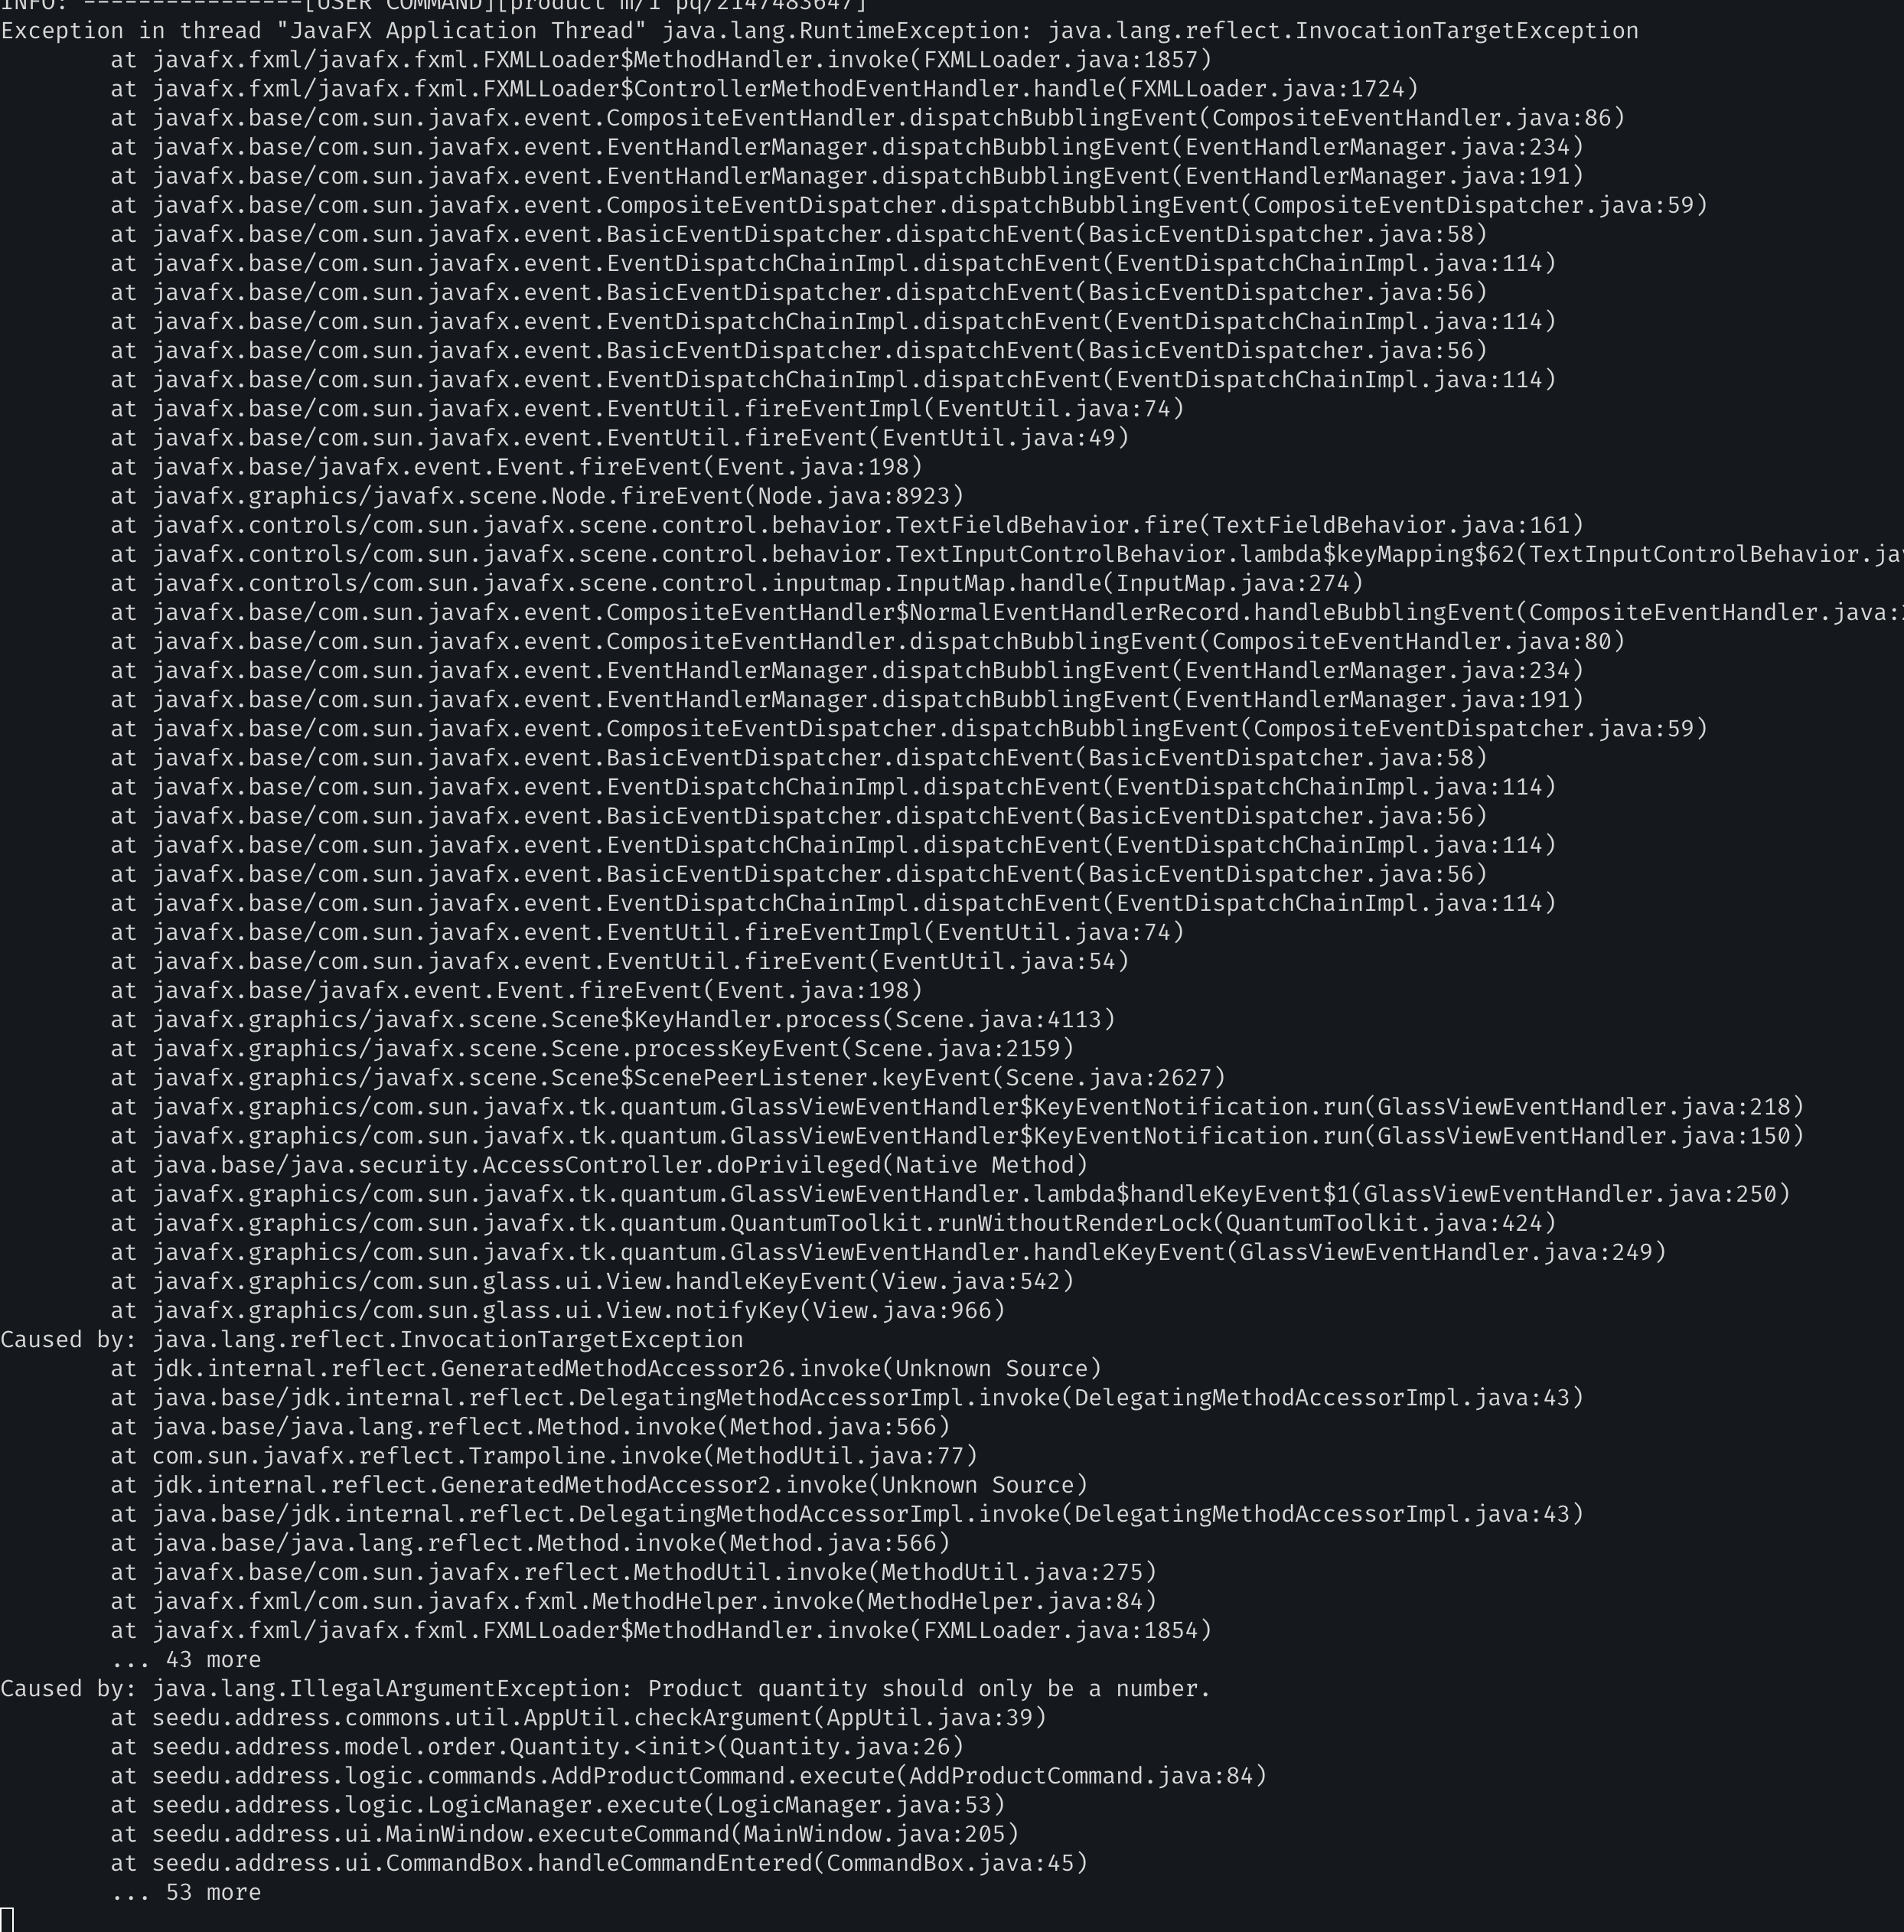 INFO: ----------------[USER COMMAND][product m/1 pq/2147483647]
Exception in thread "JavaFX Application Thread" java.lang.RuntimeException: java.lang.reflect.InvocationTargetException
at javafx.fxml/javafx.fxml.FXMLLoader$MethodHandler.invoke(FXMLLoader.java:1857)
at javafx.fxml/javafx.fxml.FXMLLoader$ControllerMethodEventHandler.handle(FXMLLoader.java:1724)
at javafx.base/com.sun.javafx.event.CompositeEventHandler.dispatchBubblingEvent(CompositeEventHandler.java:86)
at javafx.base/com.sun.javafx.event.EventHandlerManager.dispatchBubblingEvent(EventHandlerManager.java:234)
at javafx.base/com.sun.javafx.event.EventHandlerManager.dispatchBubblingEvent(EventHandlerManager.java:191)
at javafx.base/com.sun.javafx.event.CompositeEventDispatcher.dispatchBubblingEvent(CompositeEventDispatcher.java:59)
at javafx.base/com.sun.javafx.event.BasicEventDispatcher.dispatchEvent(BasicEventDispatcher.java:58)
at javafx.base/com.sun.javafx.event.EventDispatchChainImpl.dispatchEvent(EventDispatchChainImpl.java:114)
at javafx.base/com.sun.javafx.event.BasicEventDispatcher.dispatchEvent(BasicEventDispatcher.java:56)
at javafx.base/com.sun.javafx.event.EventDispatchChainImpl.dispatchEvent(EventDispatchChainImpl.java:114)
at javafx.base/com.sun.javafx.event.BasicEventDispatcher.dispatchEvent(BasicEventDispatcher.java:56)
at javafx.base/com.sun.javafx.event.EventDispatchChainImpl.dispatchEvent(EventDispatchChainImpl.java:114)
at javafx.base/com.sun.javafx.event.EventUtil.fireEventImpl(EventUtil.java:74)
at javafx.base/com.sun.javafx.event.EventUtil.fireEvent(EventUtil.java:49)
at javafx.base/javafx.event.Event.fireEvent(Event.java:198)
at javafx.graphics/javafx.scene.Node.fireEvent(Node.java:8923)
at javafx.controls/com.sun.javafx.scene.control.behavior.TextFieldBehavior.fire(TextFieldBehavior.java:161)
at javafx.controls/com.sun.javafx.scene.control.behavior.TextInputControlBehavior.lambda$keyMapping$62(TextInputControlBehavior.jav
at javafx.controls/com.sun.javafx.scene.control.inputmap.InputMap.handle(InputMap.java:274)
at javafx.base/com.sun.javafx.event.CompositeEventHandler$NormalEventHandlerRecord.handleBubblingEvent(CompositeEventHandler.java:
at javafx.base/com.sun.javafx.event.CompositeEventHandler.dispatchBubblingEvent(CompositeEventHandler.java:80)
at javafx.base/com.sun.javafx.event.EventHandlerManager.dispatchBubblingEvent(EventHandlerManager.java:234)
at javafx.base/com.sun.javafx.event.EventHandlerManager.dispatchBubblingEvent(EventHandlerManager.java:191)
at javafx.base/com.sun.javafx.event.CompositeEventDispatcher.dispatchBubblingEvent(CompositeEventDispatcher.java:59)
at javafx.base/com.sun.javafx.event.BasicEventDispatcher.dispatchEvent(BasicEventDispatcher.java:58)
at javafx.base/com.sun.javafx.event.EventDispatchChainImpl.dispatchEvent(EventDispatchChainImpl.java:114)
at javafx.base/com.sun.javafx.event.BasicEventDispatcher.dispatchEvent(BasicEventDispatcher.java:56)
at javafx.base/com.sun.javafx.event.EventDispatchChainImpl.dispatchEvent(EventDispatchChainImpl.java:114)
at javafx.base/com.sun.javafx.event.BasicEventDispatcher.dispatchEvent(BasicEventDispatcher.java:56)
at javafx.base/com.sun.javafx.event.EventDispatchChainImpl.dispatchEvent(EventDispatchChainImpl.java:114)
at javafx.base/com.sun.javafx.event.EventUtil.fireEventImpl(EventUtil.java:74)
at javafx.base/com.sun.javafx.event.EventUtil.fireEvent(EventUtil.java:54)
at javafx.base/javafx.event.Event.fireEvent(Event.java:198)
at javafx.graphics/javafx.scene.Scene$KeyHandler.process(Scene.java:4113)
at javafx.graphics/javafx.scene.Scene.processKeyEvent(Scene.java:2159)
at javafx.graphics/javafx.scene.Scene$ScenePeerListener.keyEvent(Scene.java:2627)
at javafx.graphics/com.sun.javafx.tk.quantum.GlassViewEventHandler$KeyEventNotification.run(GlassViewEventHandler.java:218)
at javafx.graphics/com.sun.javafx.tk.quantum.GlassViewEventHandler$KeyEventNotification.run(GlassViewEventHandler.java:150)
at java.base/java.security.AccessController.doPrivileged(Native Method)
at javafx.graphics/com.sun.javafx.tk.quantum.GlassViewEventHandler.lambda$handleKeyEvent$1(GlassViewEventHandler.java:250)
at javafx.graphics/com.sun.javafx.tk.quantum.QuantumToolkit.runWithoutRenderLock(QuantumToolkit.java:424)
at javafx.graphics/com.sun.javafx.tk.quantum.GlassViewEventHandler.handleKeyEvent(GlassViewEventHandler.java:249)
at javafx.graphics/com.sun.glass.ui.View.handleKeyEvent(View.java:542)
at javafx.graphics/com.sun.glass.ui.View.notifyKey(View.java:966)
Caused by: java.lang.reflect.InvocationTargetException
at jdk.internal.reflect.GeneratedMethodAccessor26.invoke(Unknown Source)
at java.base/jdk.internal.reflect.DelegatingMethodAccessorImpl.invoke(DelegatingMethodAccessorImpl.java:43)
at java.base/java.lang.reflect.Method.invoke(Method.java:566)
at com.sun.javafx.reflect.Trampoline.invoke(MethodUtil.java:77)
at jdk.internal.reflect.GeneratedMethodAccessor2.invoke(Unknown Source)
at java.base/jdk.internal.reflect.DelegatingMethodAccessorImpl.invoke(DelegatingMethodAccessorImpl.java:43)
at java.base/java.lang.reflect.Method.invoke(Method.java:566)
at javafx.base/com.sun.javafx.reflect.MethodUtil.invoke(MethodUtil.java:275)
at javafx.fxml/com.sun.javafx.fxml.MethodHelper.invoke(MethodHelper.java:84)
at javafx.fxml/javafx.fxml.FXMLLoader$MethodHandler.invoke(FXMLLoader.java:1854)
... 43 more
Caused by: java.lang.IllegalArgumentException: Product quantity should only be a number.
at seedu.address.commons.util.AppUtil.checkArgument(AppUtil.java:39)
at seedu.address.model.order.Quantity.<init>(Quantity.java:26)
at seedu.address.logic.commands.AddProductCommand.execute(AddProductCommand.java:84)
at seedu.address.logic.LogicManager.execute(LogicManager.java:53)
at seedu.address.ui.MainWindow.executeCommand(MainWindow.java:205)
at seedu.address.ui.CommandBox.handleCommandEntered(CommandBox.java:45)
... 53 more